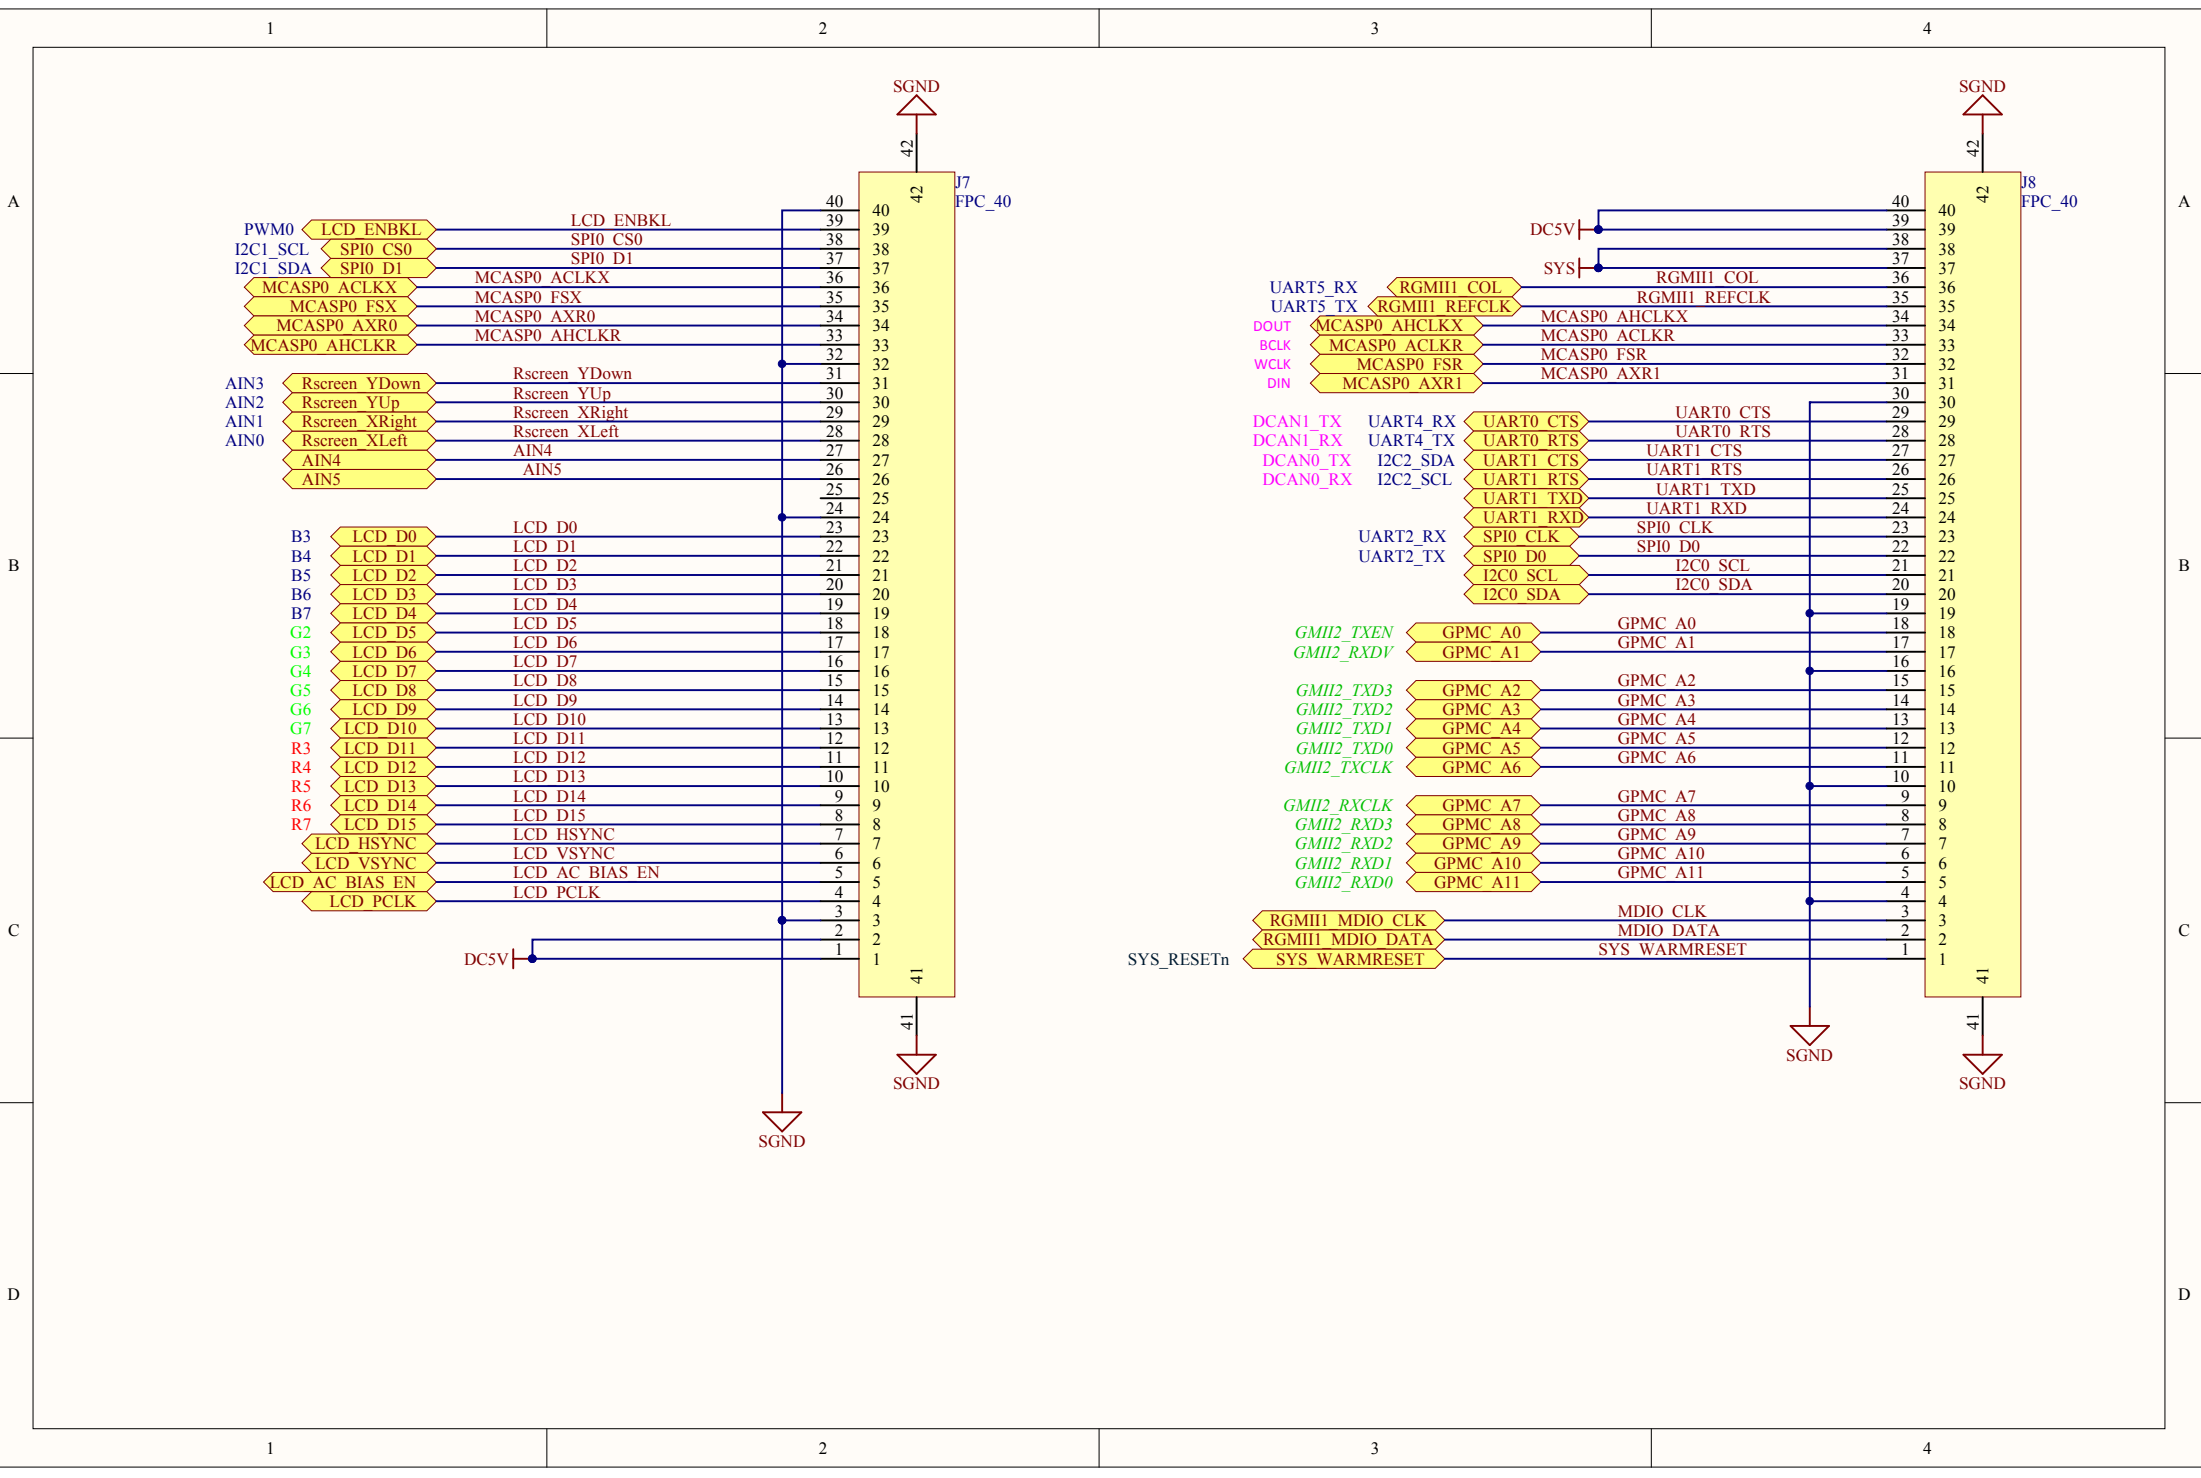 1 2 3 4
SGND
42
42
J7
FPC_40
40 40
PWM0 LCD_ENBKL LCD_ENBKL 39 39
I2C1_SCL SPI0_CS0 SPI0_CS0 38 38
I2C1_SDA SPI0_D1 SPI0_D1 37 37
MCASP0_ACLKX MCASP0_ACLKX 36 36
MCASP0_FSX MCASP0_FSX 35 35
MCASP0_AXR0 MCASP0_AXR0 34 34
MCASP0_AHCLKR MCASP0_AHCLKR 33 33
32 32
AIN3 Rscreen_YDown Rscreen_YDown 31 31
AIN2 Rscreen_YUp Rscreen_YUp 30 30
AIN1 Rscreen_XRight Rscreen_XRight 29 29
AIN0 Rscreen_XLeft Rscreen_XLeft 28 28
AIN4 AIN4 27 27
AIN5 AIN5 26 26
25 25
24 24
B3 LCD_D0 LCD_D0 23 23
B4 LCD_D1 LCD_D1 22 22
B5 LCD_D2 LCD_D2 21 21
B6 LCD_D3 LCD_D3 20 20
B7 LCD_D4 LCD_D4 19 19
G2 LCD_D5 LCD_D5 18 18
G3 LCD_D6 LCD_D6 17 17
G4 LCD_D7 LCD_D7 16 16
G5 LCD_D8 LCD_D8 15 15
G6 LCD_D9 LCD_D9 14 14
G7 LCD_D10 LCD_D10 13 13
R3 LCD_D11 LCD_D11 12 12
R4 LCD_D12 LCD_D12 11 11
R5 LCD_D13 LCD_D13 10 10
R6 LCD_D14 LCD_D14 9 9
R7 LCD_D15 LCD_D15 8 8
LCD_HSYNC LCD_HSYNC 7 7
LCD_VSYNC LCD_VSYNC 6 6
LCD_AC_BIAS_EN LCD_AC_BIAS_EN 5 5
LCD_PCLK LCD_PCLK 4 4
3 3
2 2
DC5V 1 1
41
41
SGND
SGND
SGND
42
42
J8
FPC_40
40 40
DC5V 39 39
38 38
SYS 37 37
UART5_RX RGMII1_COL RGMII1_COL 36 36
UART5_TX RGMII1_REFCLK RGMII1_REFCLK 35 35
DOUT MCASP0_AHCLKX MCASP0_AHCLKX 34 34
BCLK MCASP0_ACLKR MCASP0_ACLKR 33 33
WCLK MCASP0_FSR MCASP0_FSR 32 32
DIN MCASP0_AXR1 MCASP0_AXR1 31 31
30 30
DCAN1_TX UART4_RX UART0_CTS UART0_CTS 29 29
DCAN1_RX UART4_TX UART0_RTS UART0_RTS 28 28
DCAN0_TX I2C2_SDA UART1_CTS UART1_CTS 27 27
DCAN0_RX I2C2_SCL UART1_RTS UART1_RTS 26 26
UART1_TXD UART1_TXD 25 25
UART1_RXD UART1_RXD 24 24
UART2_RX SPI0_CLK SPI0_CLK 23 23
UART2_TX SPI0_D0 SPI0_D0 22 22
I2C0_SCL I2C0_SCL 21 21
I2C0_SDA I2C0_SDA 20 20
19 19
GMII2_TXEN GPMC_A0 GPMC_A0 18 18
GMII2_RXDV GPMC_A1 GPMC_A1 17 17
16 16
GMII2_TXD3 GPMC_A2 GPMC_A2 15 15
GMII2_TXD2 GPMC_A3 GPMC_A3 14 14
GMII2_TXD1 GPMC_A4 GPMC_A4 13 13
GMII2_TXD0 GPMC_A5 GPMC_A5 12 12
GMII2_TXCLK GPMC_A6 GPMC_A6 11 11
10 10
GMII2_RXCLK GPMC_A7 GPMC_A7 9 9
GMII2_RXD3 GPMC_A8 GPMC_A8 8 8
GMII2_RXD2 GPMC_A9 GPMC_A9 7 7
GMII2_RXD1 GPMC_A10 GPMC_A10 6 6
GMII2_RXD0 GPMC_A11 GPMC_A11 5 5
4 4
RGMII1_MDIO_CLK MDIO_CLK 3 3
RGMII1_MDIO_DATA MDIO_DATA 2 2
SYS_RESETn SYS_WARMRESET SYS_WARMRESET 1 1
41
41
SGND
SGND
A A
B B
C C
D D
1 2 3 4